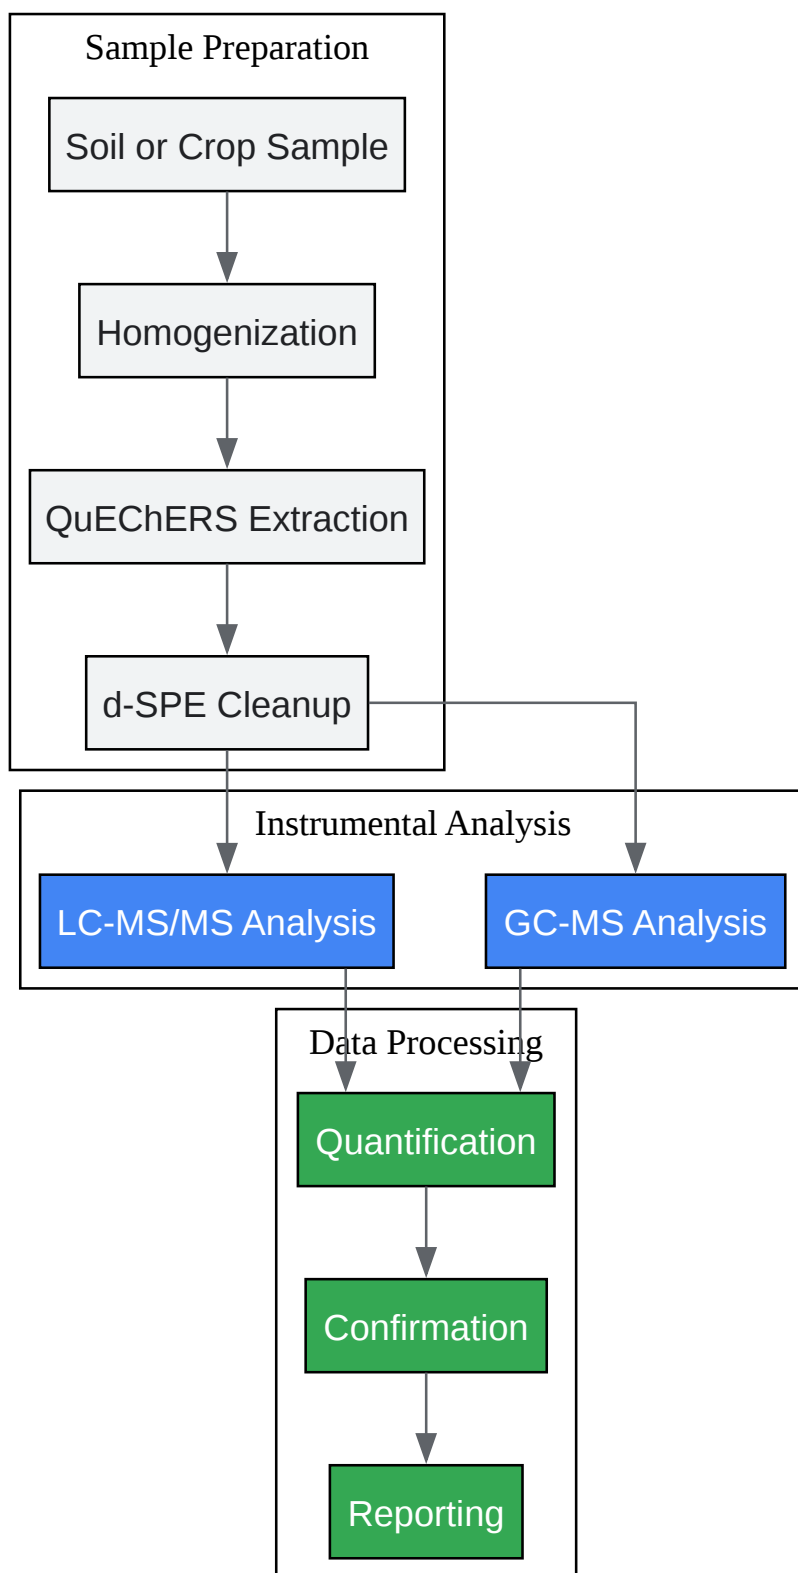 Sample Preparation
Soil or Crop Sample
Homogenization
QuEChERS Extraction
d-SPE Cleanup
Instrumental Analysis
LC-MS/MS Analysis
GC-MS Analysis
Data Processing
Quantification
Confirmation
Reporting